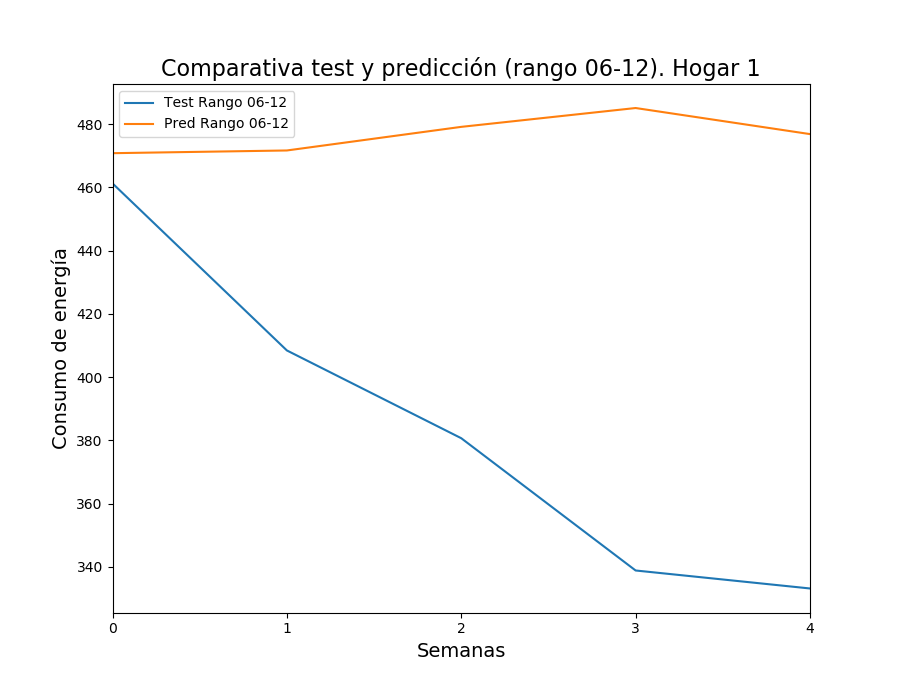 Comparativa test y predicción (rango 06-12). Hogar 1
Test Rango 06-12
Pred Rango 06-12
480
460
440
420
400
380
360
340
Consumo de energía
0 1 2 3 4
Semanas